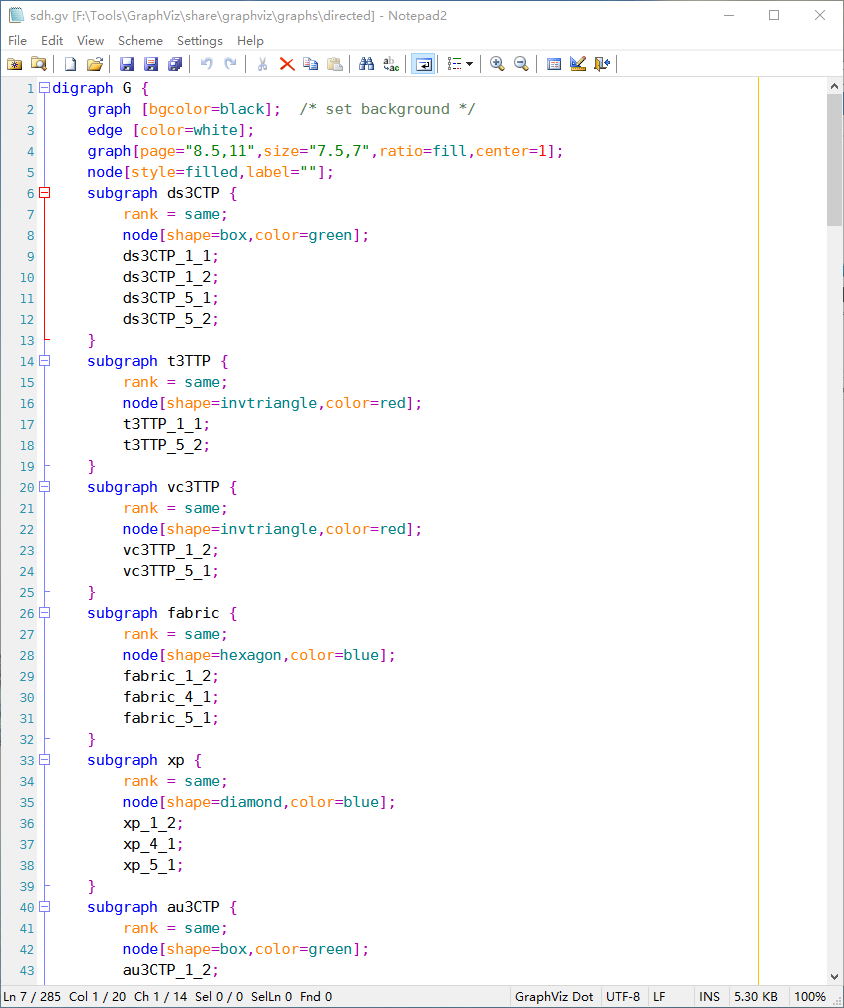 sdh.gv [F:\Tools\GraphViz\share\graphviz\graphs\directed] - Notepad2
File Edit View Scheme Settings Help
1 digraph G {
2 graph [bgcolor=black]; /* set background */
3 edge [color=white];
4 graph[page="8.5,11",size="7.5,7",ratio=fill,center=1];
5 node[style=filled,label=""];
6 subgraph ds3CTP {
7 rank = same;
8 node[shape=box,color=green];
9 ds3CTP_1_1;
10 ds3CTP_1_2;
11 ds3CTP_5_1;
12 ds3CTP_5_2;
13 }
14 subgraph t3TTP {
15 rank = same;
16 node[shape=invtriangle,color=red];
17 t3TTP_1_1;
18 t3TTP_5_2;
19 }
20 subgraph vc3TTP {
21 rank = same;
22 node[shape=invtriangle,color=red];
23 vc3TTP_1_2;
24 vc3TTP_5_1;
25 }
26 subgraph fabric {
27 rank = same;
28 node[shape=hexagon,color=blue];
29 fabric_1_2;
30 fabric_4_1;
31 fabric_5_1;
32 }
33 subgraph xp {
34 rank = same;
35 node[shape=diamond,color=blue];
36 xp_1_2;
37 xp_4_1;
38 xp_5_1;
39 }
40 subgraph au3CTP {
41 rank = same;
42 node[shape=box,color=green];
43 au3CTP_1_2;
Ln 7 / 285 Col 1 / 20 Ch 1 / 14 Sel 0 / 0 SelLn 0 Fnd 0 GraphViz Dot UTF-8 LF INS 5.30 KB 100%